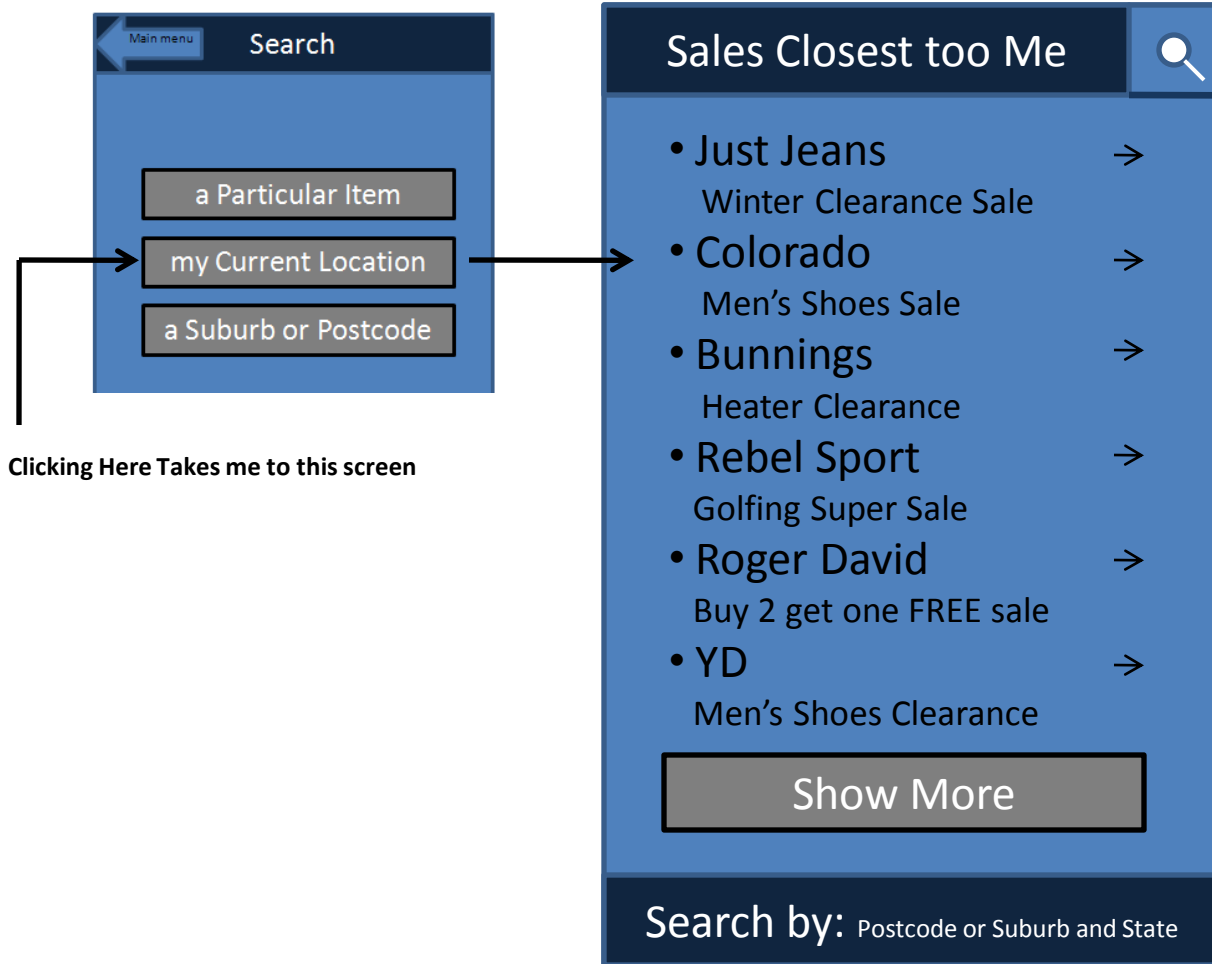 Main menu
Search
a Particular Item
my Current Location
a Suburb or Postcode
Clicking Here Takes me to this screen
Sales Closest too Me
• Just Jeans
Winter Clearance Sale
• Colorado
Men’s Shoes Sale
• Bunnings
Heater Clearance
• Rebel Sport
Golfing Super Sale
• Roger David
Buy 2 get one FREE sale
• YD
Men’s Shoes Clearance
Show More
Search by: Postcode or Suburb and State